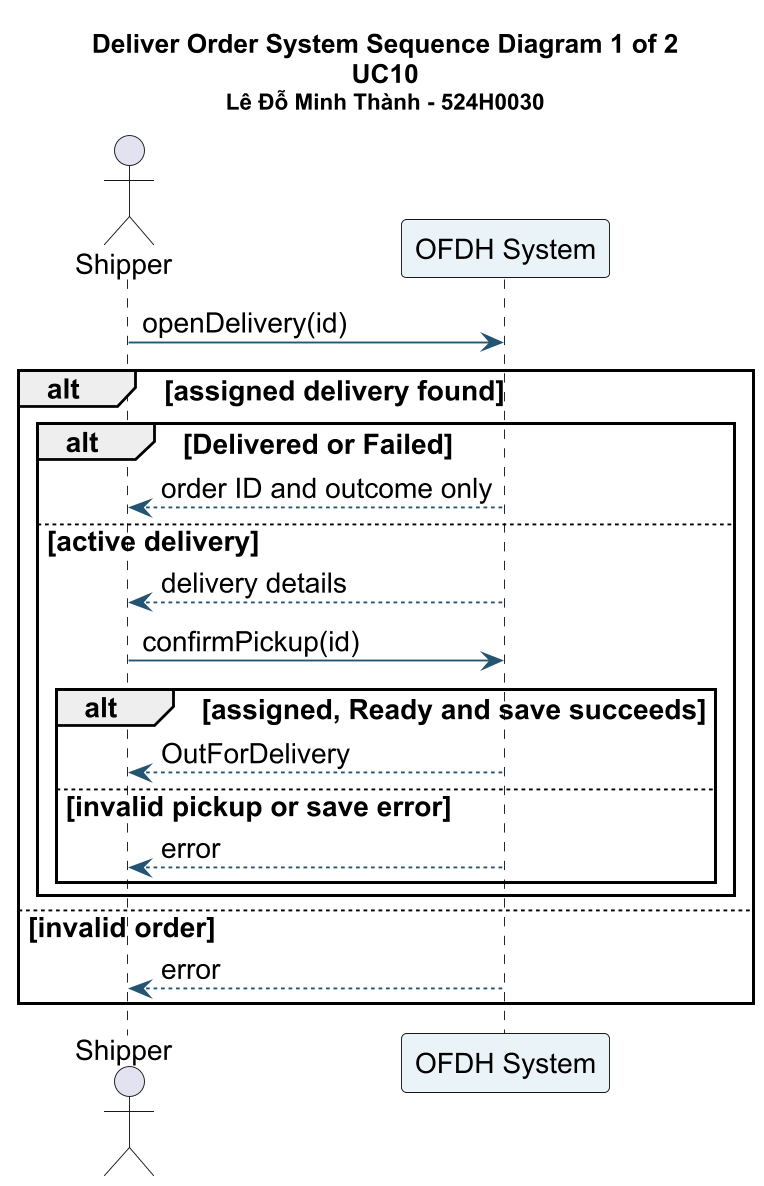 Deliver Order System Sequence Diagram 1 of 2
UC10
Lê Đỗ Minh Thành - 524H0030
Shipper
OFDH System
openDelivery(id)
alt [assigned delivery found]
alt [Delivered or Failed]
order ID and outcome only
[active delivery]
delivery details
confirmPickup(id)
alt [assigned, Ready and save succeeds]
OutForDelivery
[invalid pickup or save error]
error
[invalid order]
error
Shipper
OFDH System